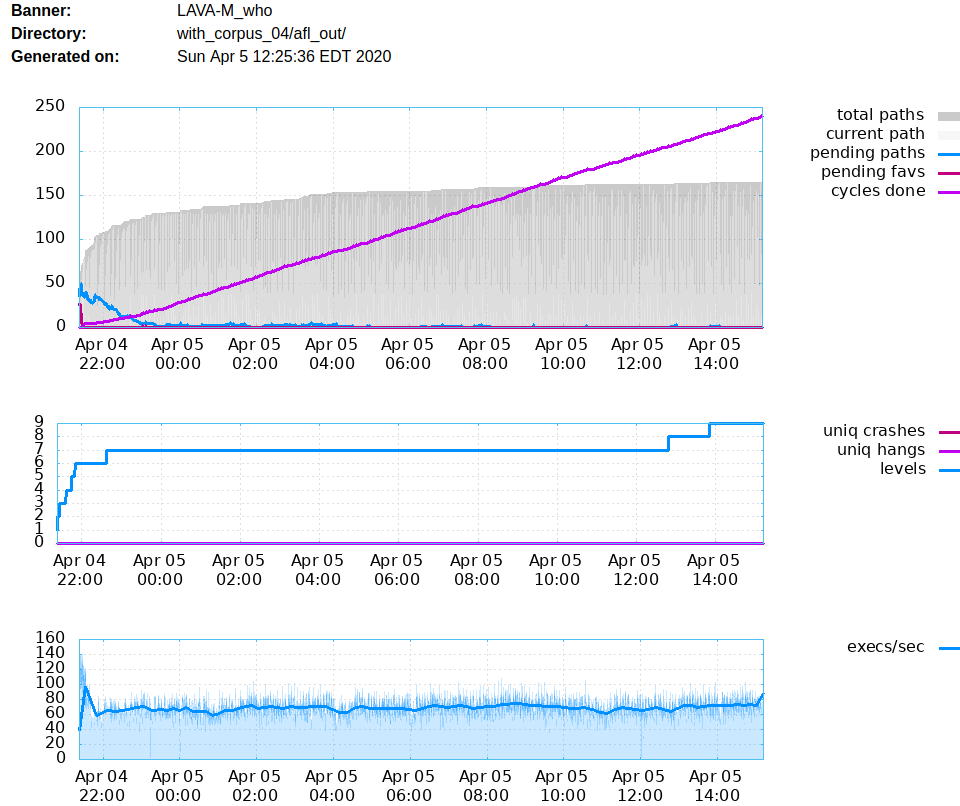 Banner: LAVA-M_who
Directory: with_corpus_04/afl_out/
Generated on: Sun Apr 5 12:25:36 EDT 2020
250
200
150
100
50
0
Apr 04 Apr 05 Apr 05 Apr 05 Apr 05 Apr 05 Apr 05 Apr 05 Apr 05
22:00 00:00 02:00 04:00 06:00 08:00 10:00 12:00 14:00
total paths
current path
pending paths
pending favs
cycles done
9
8
7
6
5
4
3
2
1
0
Apr 04 Apr 05 Apr 05 Apr 05 Apr 05 Apr 05 Apr 05 Apr 05 Apr 05
22:00 00:00 02:00 04:00 06:00 08:00 10:00 12:00 14:00
uniq crashes
uniq hangs
levels
160
140
120
100
80
60
40
20
0
Apr 04 Apr 05 Apr 05 Apr 05 Apr 05 Apr 05 Apr 05 Apr 05 Apr 05
22:00 00:00 02:00 04:00 06:00 08:00 10:00 12:00 14:00
execs/sec